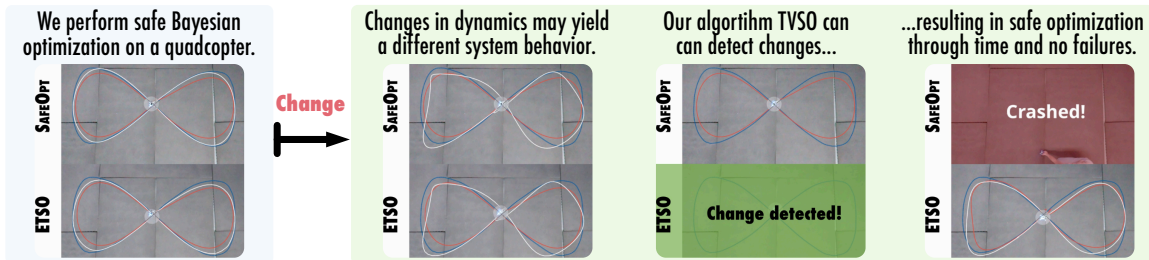 We perform safe Bayesian
optimization on a quadcopter.
SAFEOPT
ETSO
Change
Changes in dynamics may yield
a different system behavior.
SAFEOPT
ETSO
Our algortihm TVSO can
can detect changes...
SAFEOPT
ETSO
Change detected!
...resulting in safe optimization
through time and no failures.
SAFEOPT
Crashed!
ETSO